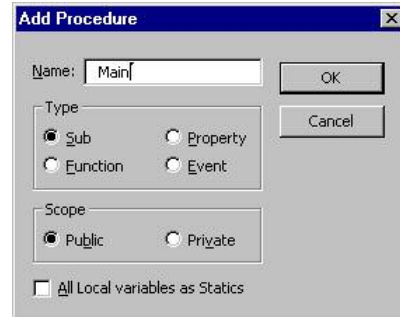 Add Procedure
Name: Main
OK
Cancel
Type
Sub
Property
Function
Event
Scope
Public
Private
All Local variables as Statics